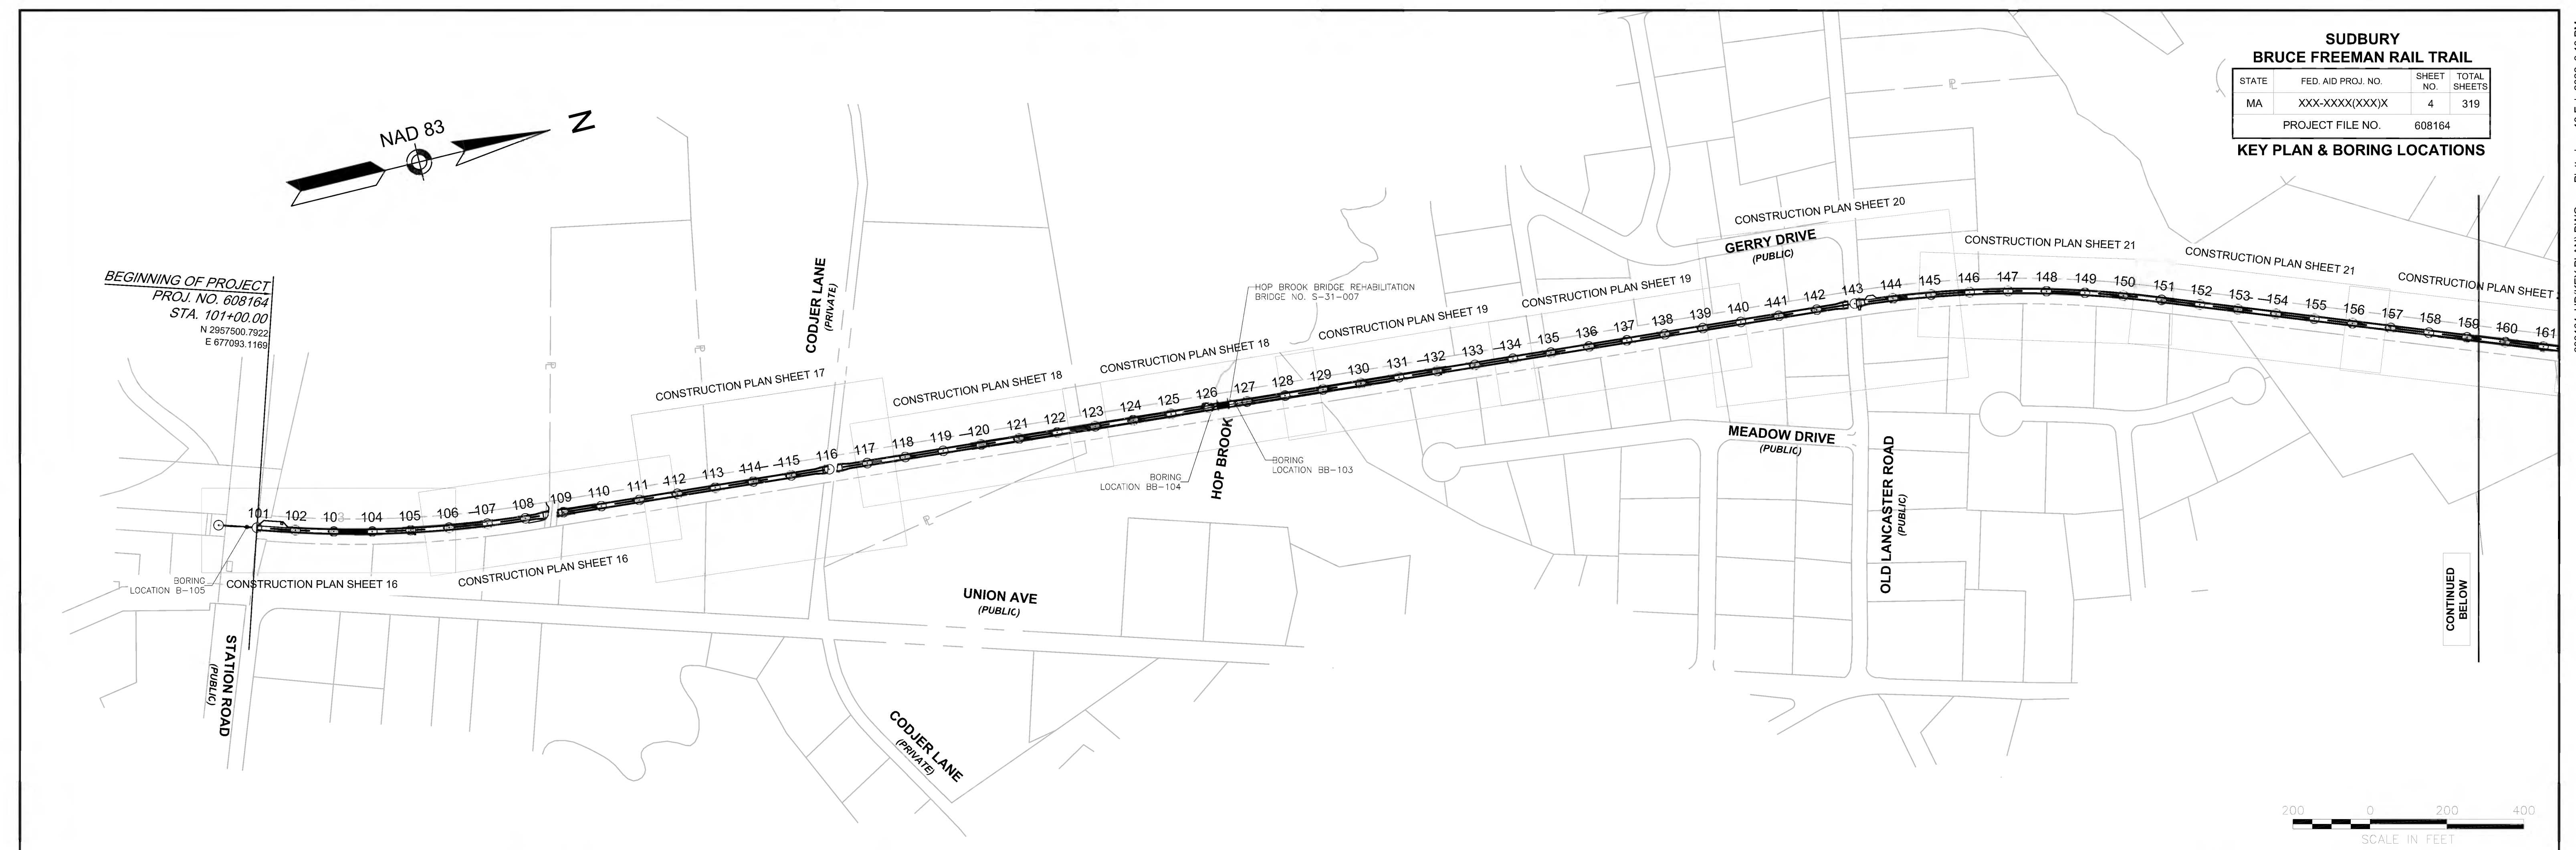 SUDBURY
BRUCE FREEMAN RAIL TRAIL
STATE FED. AID PROJ. NO. SHEET NO. TOTAL SHEETS
MA XXX-XXXX(XXX)X 4 319
PROJECT FILE NO. 608164
KEY PLAN & BORING LOCATIONS
NAD 83
N
BEGINNING OF PROJECT
PROJ. NO. 608164
STA. 101+00.00
N 2957500.7922
E 677093.1169
CODJER LANE
(PRIVATE)
HOP BROOK BRIDGE REHABILITATION
BRIDGE NO. S-31-007
GERRY DRIVE
(PUBLIC)
CONSTRUCTION PLAN SHEET 16
CONSTRUCTION PLAN SHEET 16
CONSTRUCTION PLAN SHEET 17
CONSTRUCTION PLAN SHEET 18
CONSTRUCTION PLAN SHEET 18
CONSTRUCTION PLAN SHEET 19
CONSTRUCTION PLAN SHEET 19
CONSTRUCTION PLAN SHEET 20
CONSTRUCTION PLAN SHEET 21
CONSTRUCTION PLAN SHEET 21
CONSTRUCTION PLAN SHEET
101 102 103 104 105 106 107 108 109 110 111 112 113 114 115 116 117 118 119 120 121 122 123 124 125 126 127 128 129 130 131 132 133 134 135 136 137 138 139 140 141 142 143 144 145 146 147 148 149 150 151 152 153 154 155 156 157 158 159 160 161
BORING
LOCATION B-105
BORING
LOCATION BB-104
HOP BROOK
BORING
LOCATION BB-103
MEADOW DRIVE
(PUBLIC)
OLD LANCASTER ROAD
(PUBLIC)
UNION AVE
(PUBLIC)
STATION ROAD
(PUBLIC)
CODJER LANE
(PRIVATE)
CONTINUED
BELOW
200 0 200 400
SCALE IN FEET